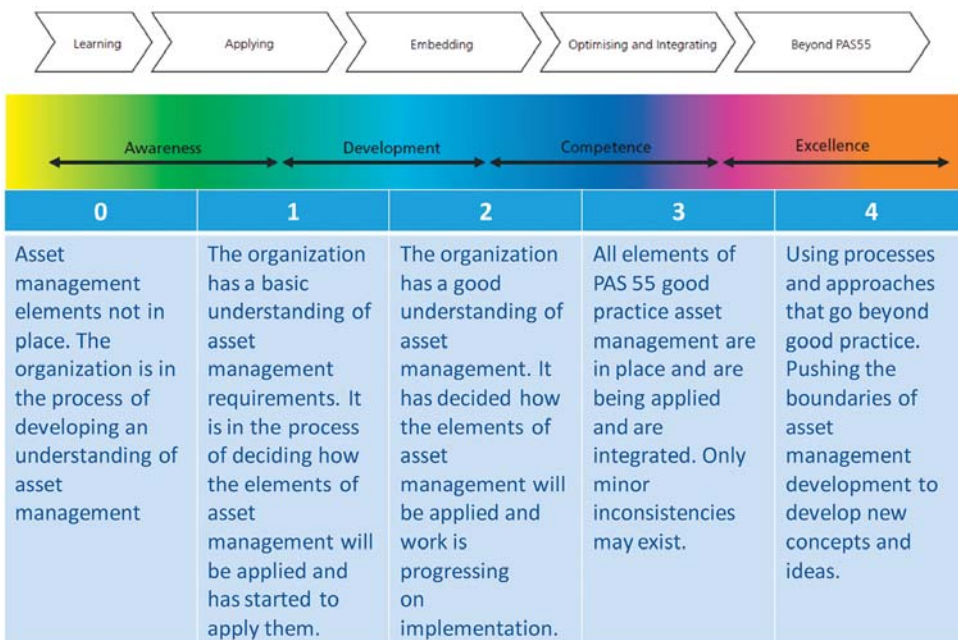 Learning
Applying
Embedding
Optimising and Integrating
Beyond PAS55
Awareness
Development
Competence
Excellence
0
1
2
3
4
Asset
management
elements not in
place. The
organization is in
the process of
developing an
understanding of
asset
management
The organization
has a basic
understanding of
asset
management
requirements. It
is in the process
of deciding how
the elements of
asset
management will
be applied and
has started to
apply them.
The organization
has a good
understanding of
asset
management. It
has decided how
the elements of
asset
management will
be applied and
work is
progressing
on
implementation.
All elements of
PAS 55 good
practice asset
management are
in place and are
being applied
and are
integrated. Only
minor
inconsistencies
may exist.
Using processes
and approaches
that go beyond
good practice.
Pushing the
boundaries of
asset
management
development to
develop new
concepts and
ideas.